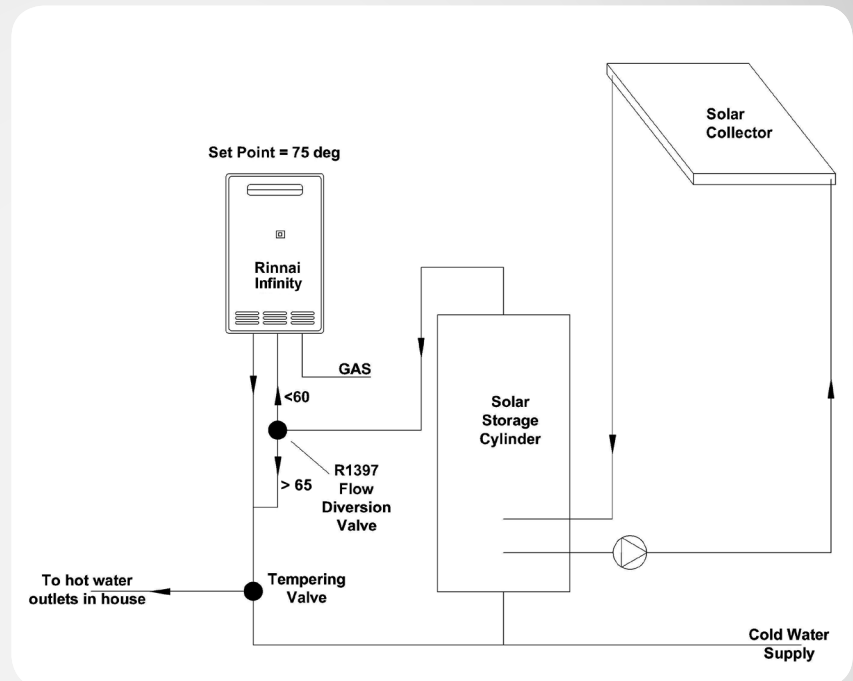 Set Point = 75 deg
Solar
Collector
Rinnai
Infinity
GAS
<60
Solar
Storage
Cylinder
> 65
R1397
Flow
Diversion
Valve
To hot water
outlets in house
Tempering
Valve
Cold Water
Supply